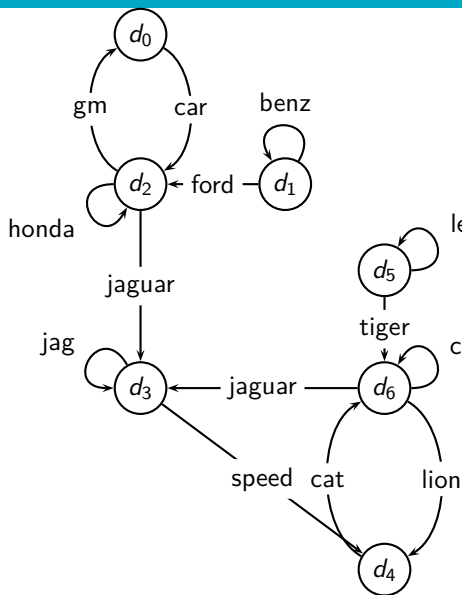 d0
gm
car
benz
d2
ford
d1
honda
le
d5
jaguar
tiger
jag
c
d3
jaguar
d6
speed
cat
lion
d4